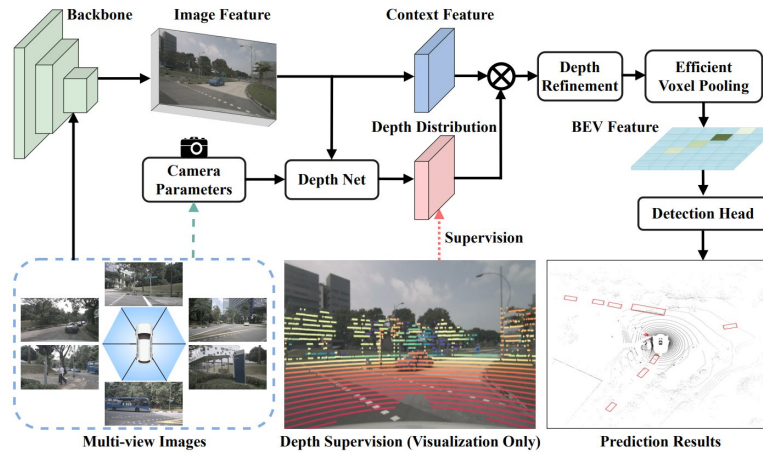 Backbone
Image Feature
Context Feature
Depth
Refinement
Efficient
Voxel Pooling
Depth Distribution
BEV Feature
Camera
Parameters
Depth Net
Detection Head
Supervision
Multi-view Images
Depth Supervision (Visualization Only)
Prediction Results